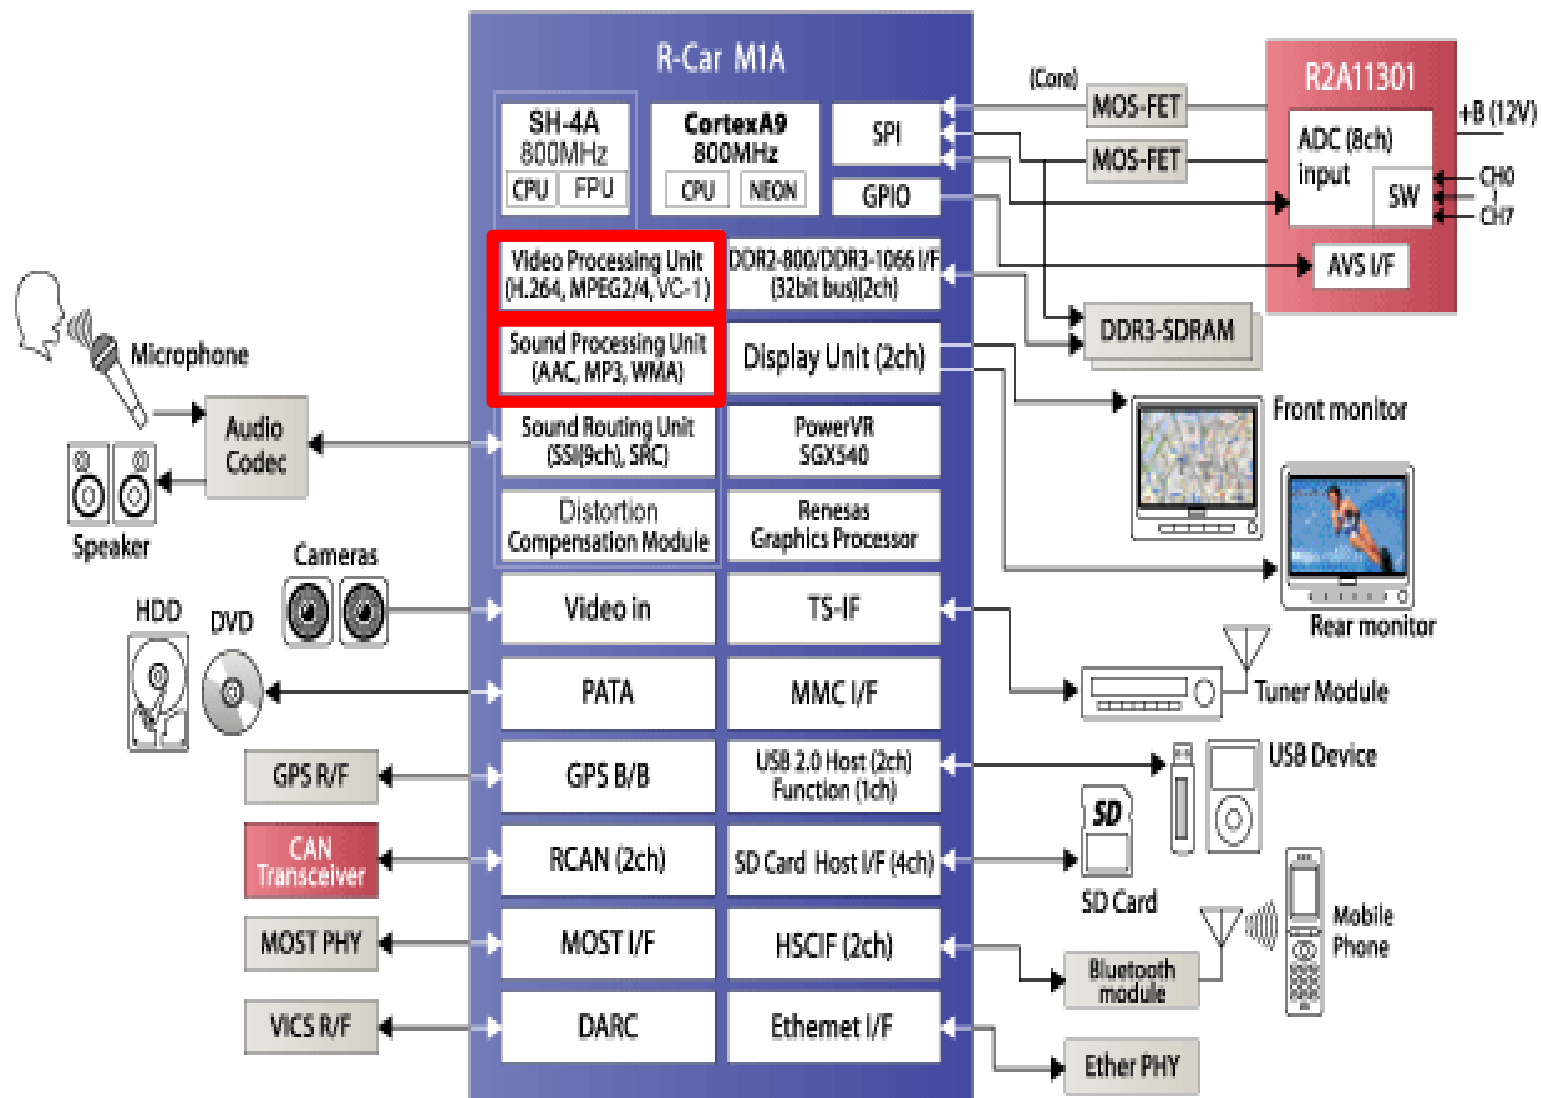 R-Car M1A
SH-4A
800MHz
CPU
FPU
CortexA9
800MHz
CPU
NEON
SPI
GPIO
Video Processing Unit
(H.264, MPEG2/4, VC-1)
DDR2-800/DDR3-1066 I/F
(32bit bus)(2ch)
Sound Processing Unit
(AAC, MP3, WMA)
Display Unit (2ch)
Sound Routing Unit
(SSI(9ch), SRC)
PowerVR
SGX540
Distortion
Compensation Module
Renesas
Graphics Processor
Video in
TS-IF
PATA
MMC I/F
GPS B/B
USB 2.0 Host (2ch)
Function (1ch)
RCAN (2ch)
SD Card Host I/F (4ch)
MOST I/F
HSCIF (2ch)
DARC
Ethernet I/F
Microphone
Audio
Codec
Speaker
Cameras
HDD
DVD
GPS R/F
CAN
Transceiver
MOST PHY
VICS R/F
(Core)
MOS-FET
MOS-FET
R2A11301
+B (12V)
ADC (8ch)
input
SW
CH0
CH7
AVS I/F
DDR3-SDRAM
Front monitor
Rear monitor
Tuner Module
USB Device
SD
SD Card
Mobile
Phone
Bluetooth
module
Ether PHY